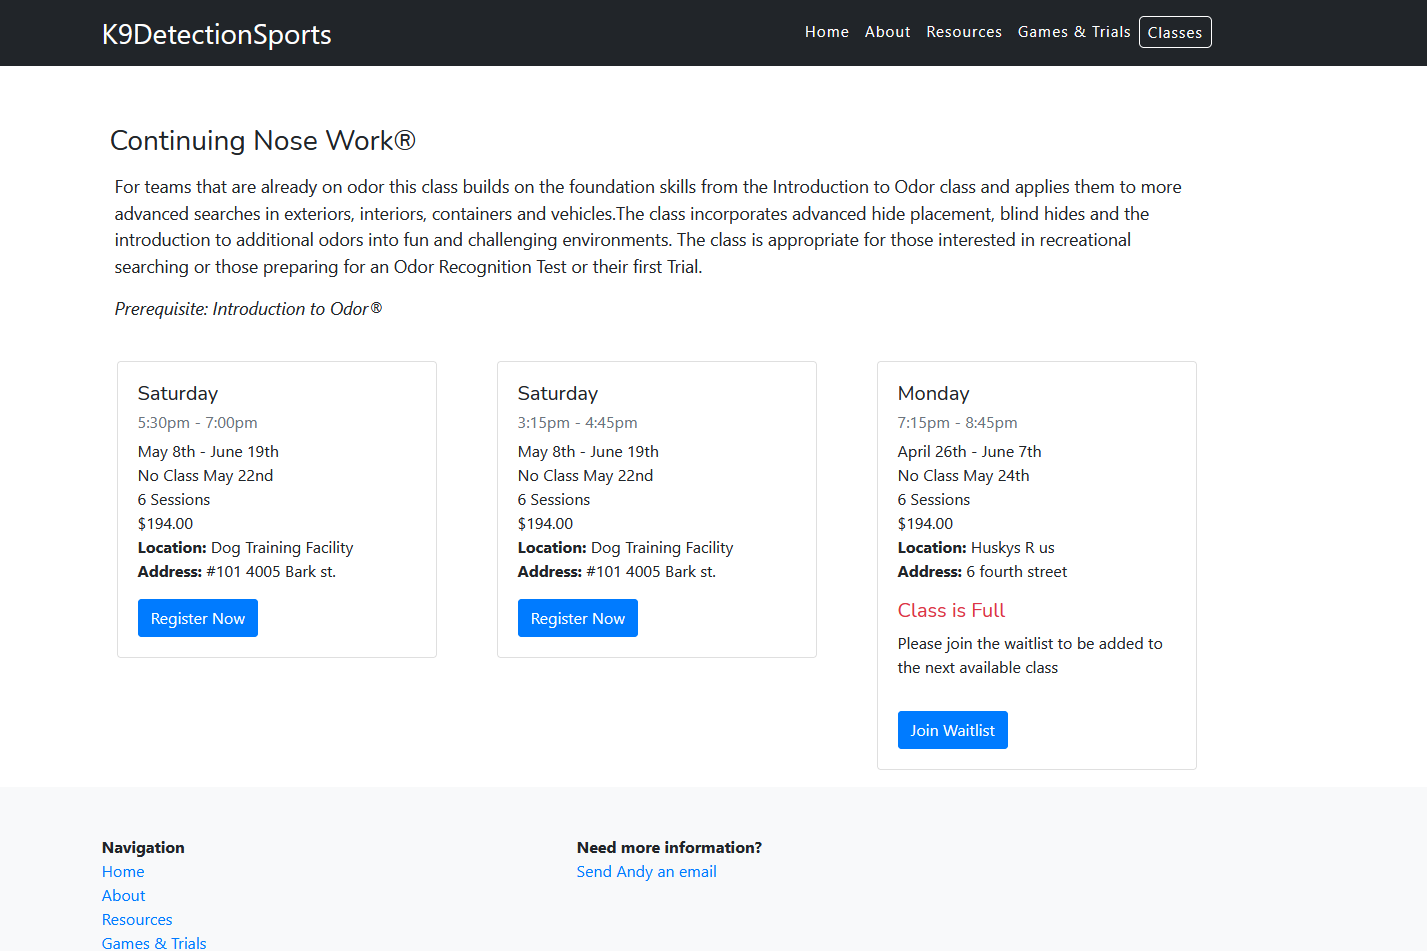 K9DetectionSports
Home About Resources Games & Trials Classes
Continuing Nose Work®
For teams that are already on odor this class builds on the foundation skills from the Introduction to Odor class and applies them to more
advanced searches in exteriors, interiors, containers and vehicles.The class incorporates advanced hide placement, blind hides and the
introduction to additional odors into fun and challenging environments. The class is appropriate for those interested in recreational
searching or those preparing for an Odor Recognition Test or their first Trial.
Prerequisite: Introduction to Odor®
Saturday
5:30pm - 7:00pm
May 8th - June 19th
No Class May 22nd
6 Sessions
$194.00
Location: Dog Training Facility
Address: #101 4005 Bark st.
Register Now
Saturday
3:15pm - 4:45pm
May 8th - June 19th
No Class May 22nd
6 Sessions
$194.00
Location: Dog Training Facility
Address: #101 4005 Bark st.
Register Now
Monday
7:15pm - 8:45pm
April 26th - June 7th
No Class May 24th
6 Sessions
$194.00
Location: Huskys R us
Address: 6 fourth street
Class is Full
Please join the waitlist to be added to
the next available class
Join Waitlist
Navigation
Home
About
Resources
Games & Trials
Need more information?
Send Andy an email